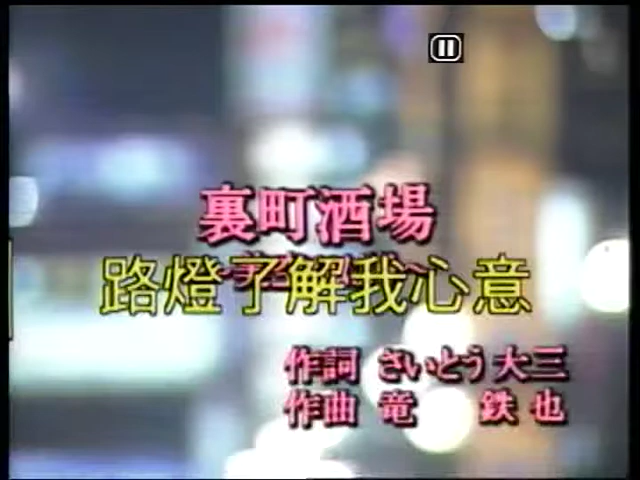 裏町酒場
路燈了解我心意
作詞 さいとう大三
作曲 竜 鉄也